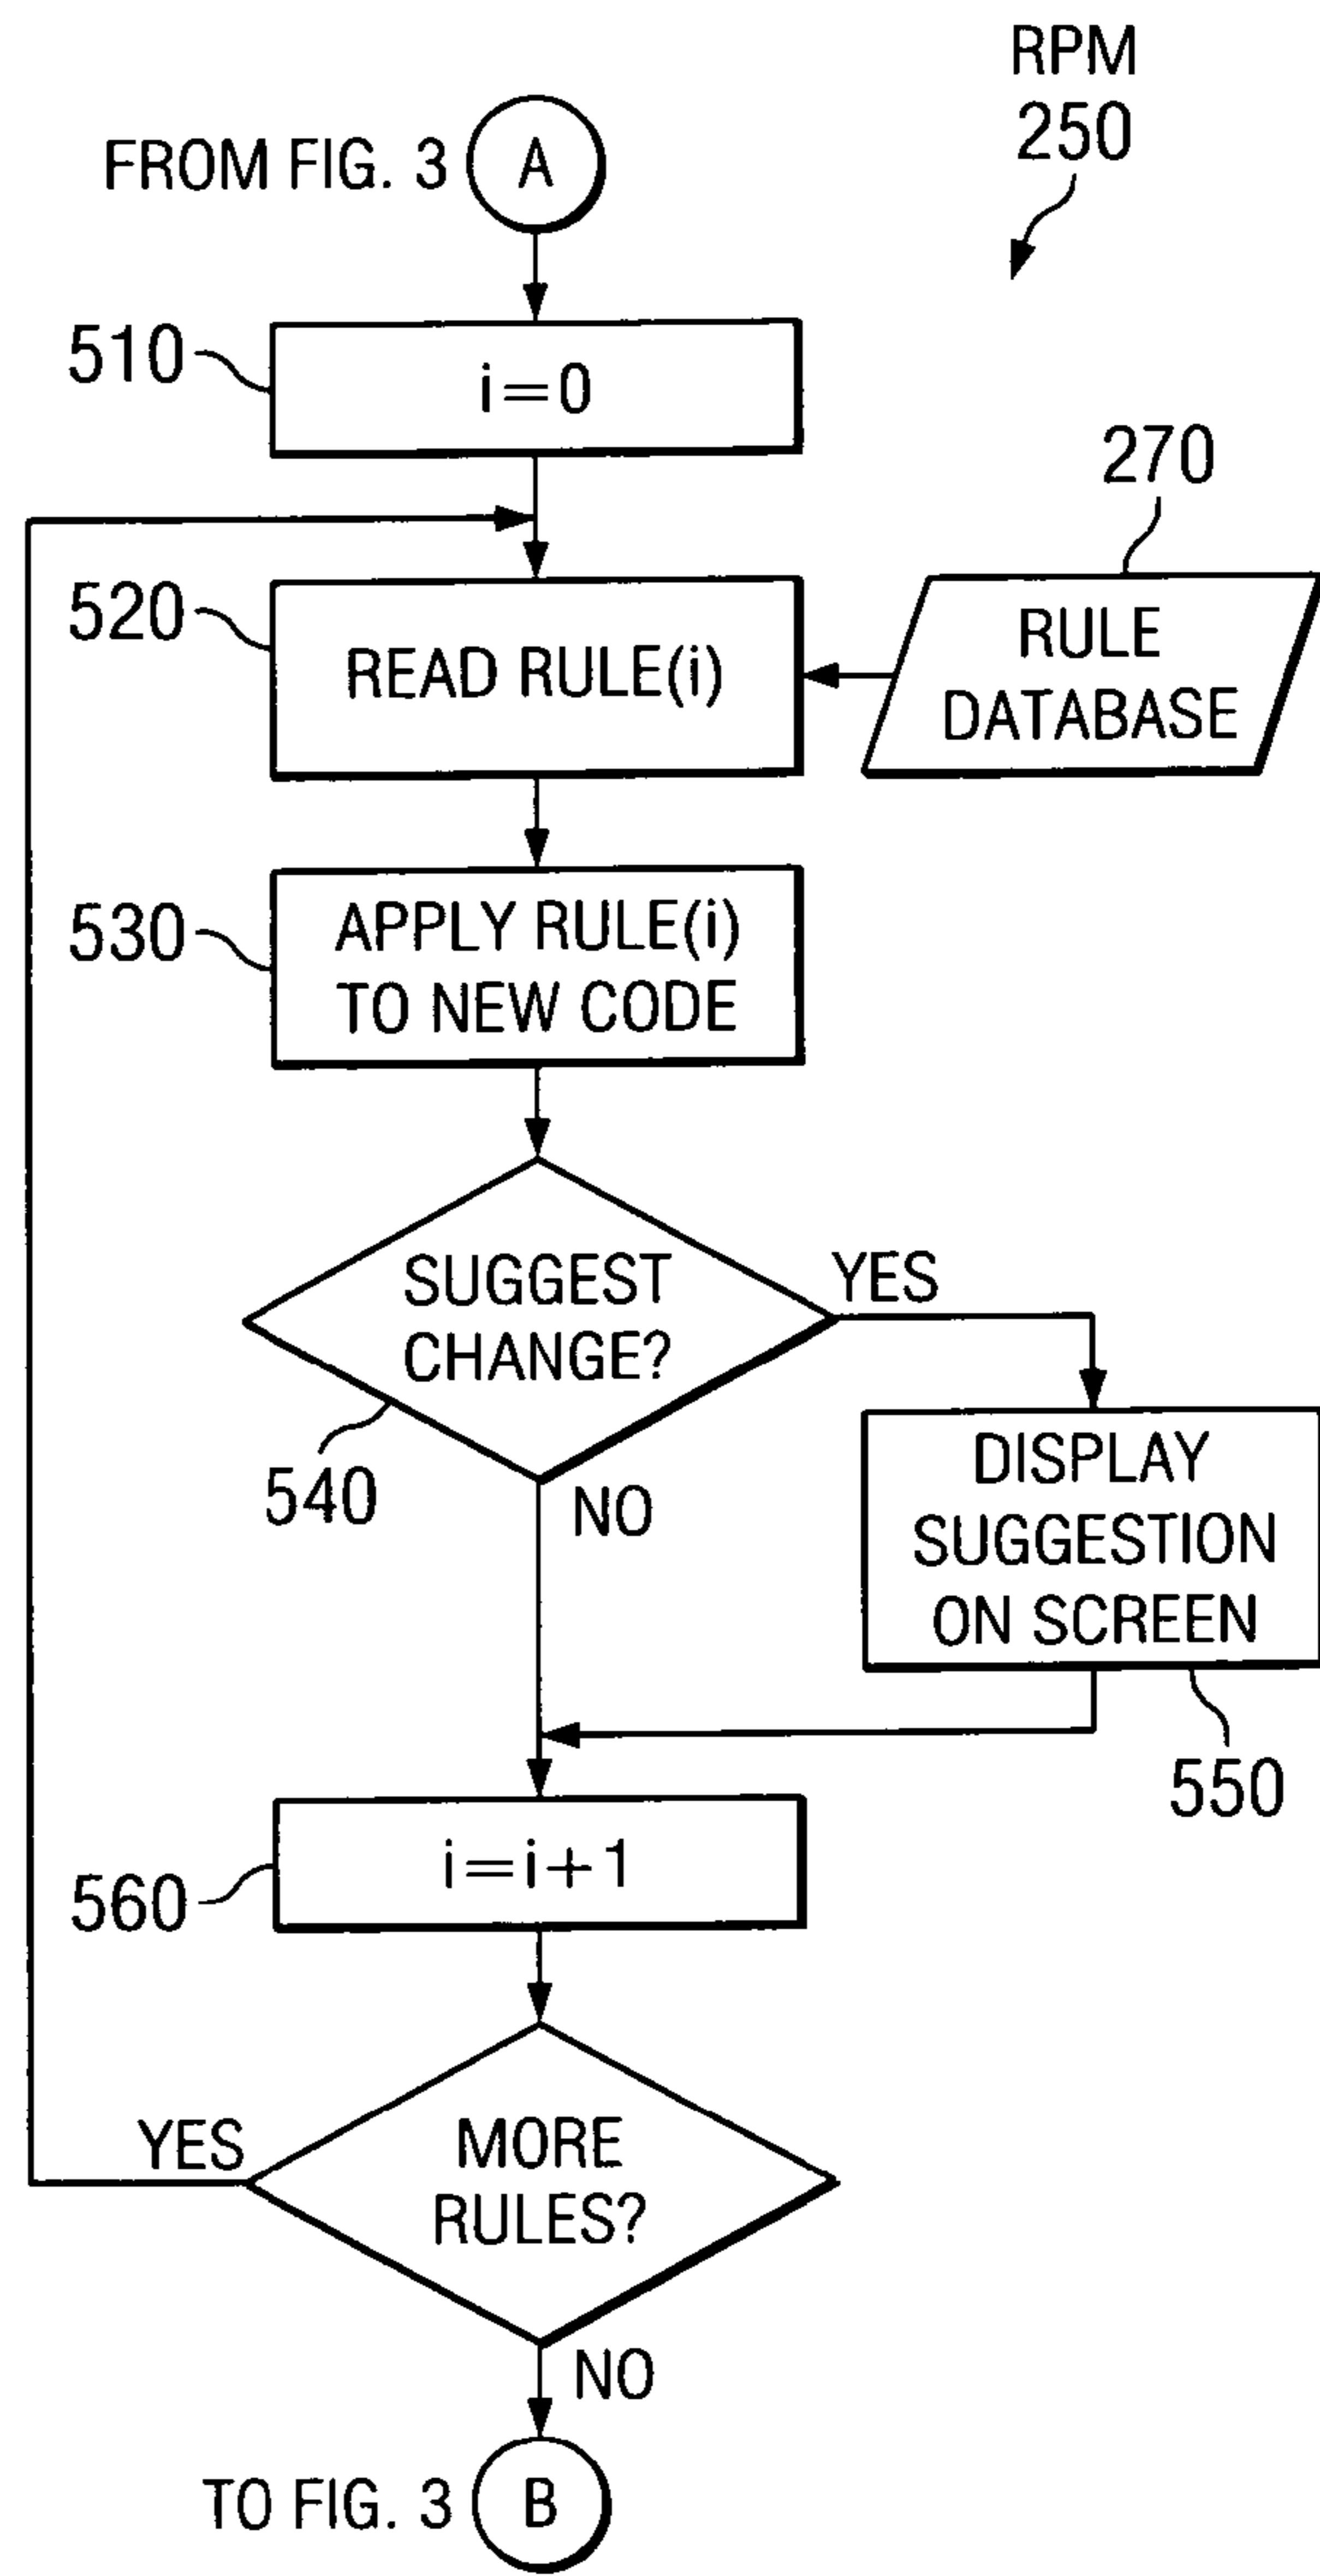 RPM
250
FROM FIG. 3
A
510
i=0
270
520
READ RULE(i)
RULE
DATABASE
530
APPLY RULE(i)
TO NEW CODE
SUGGEST
CHANGE?
YES
540
NO
DISPLAY
SUGGESTION
ON SCREEN
550
560
i=i+1
YES
MORE
RULES?
NO
TO FIG. 3
B